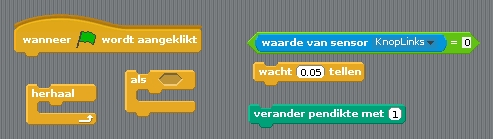 wanneer wordt aangeklikt
waarde van sensor KnopLinks = 0
wacht 0.05 tellen
als
herhaal
verander pendikte met 1